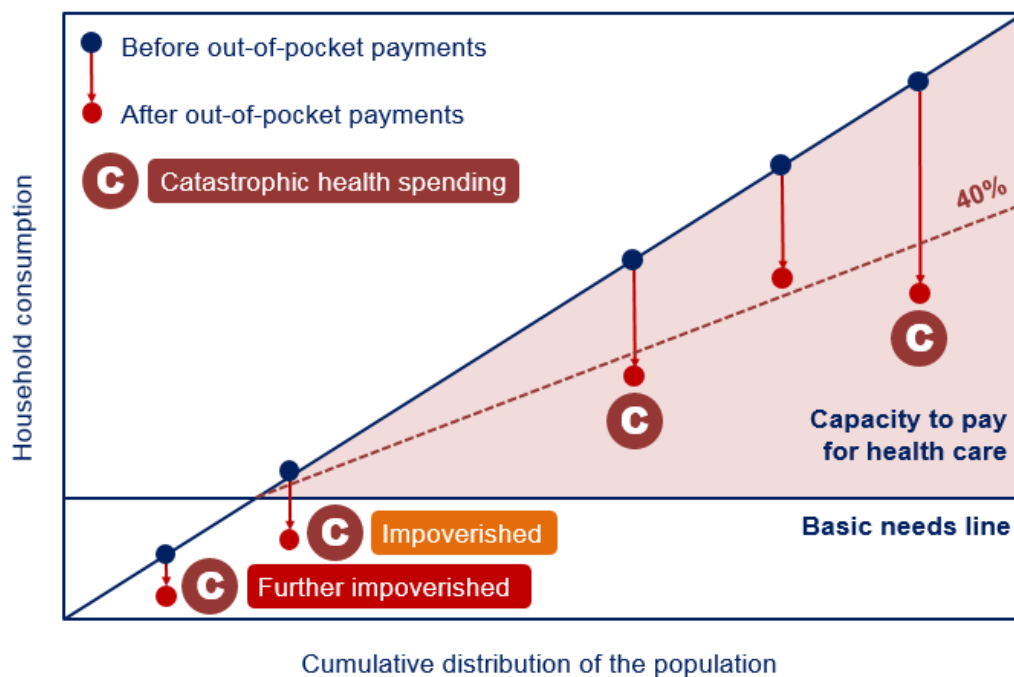 Before out-of-pocket payments
After out-of-pocket payments
C Catastrophic health spending
40%
C
C
Capacity to pay
for health care
Basic needs line
C Impoverished
C Further impoverished
Household consumption
Cumulative distribution of the population